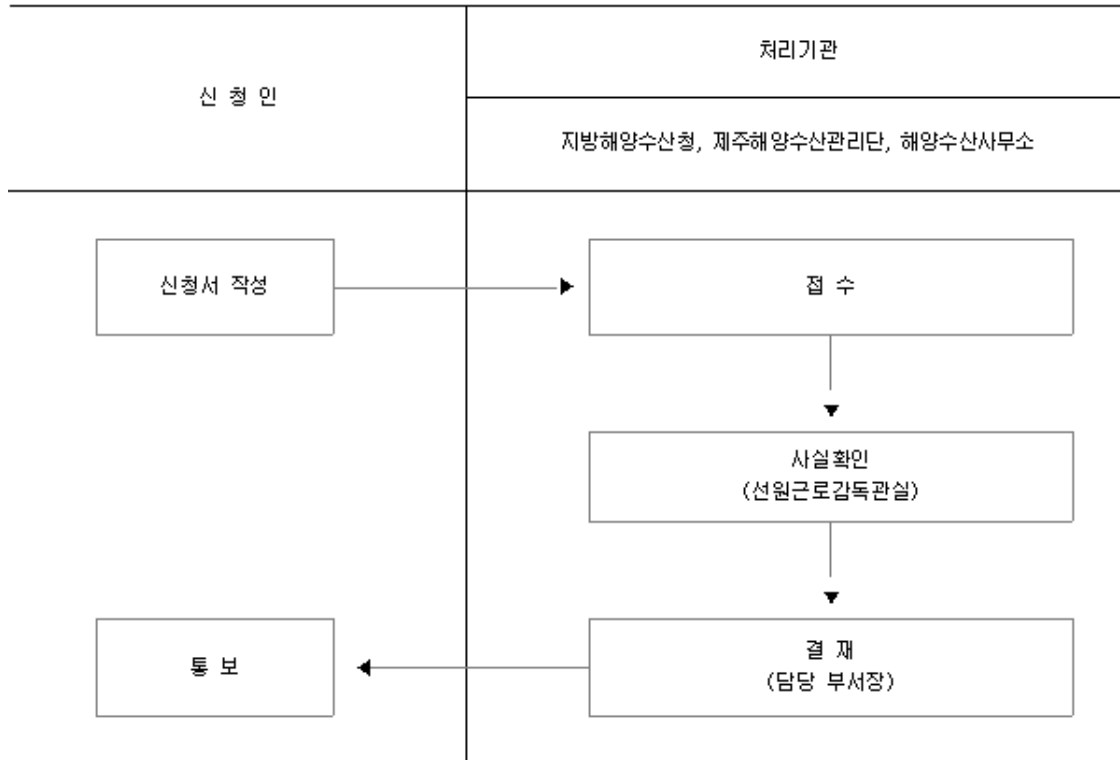 신 청 인
처리기관
지방해양수산청, 제주해양수산관리단, 해양수산사무소
신청서 작성
접 수
사실확인
(선원근로감독관실)
통 보
결 재
(담당 부서장)